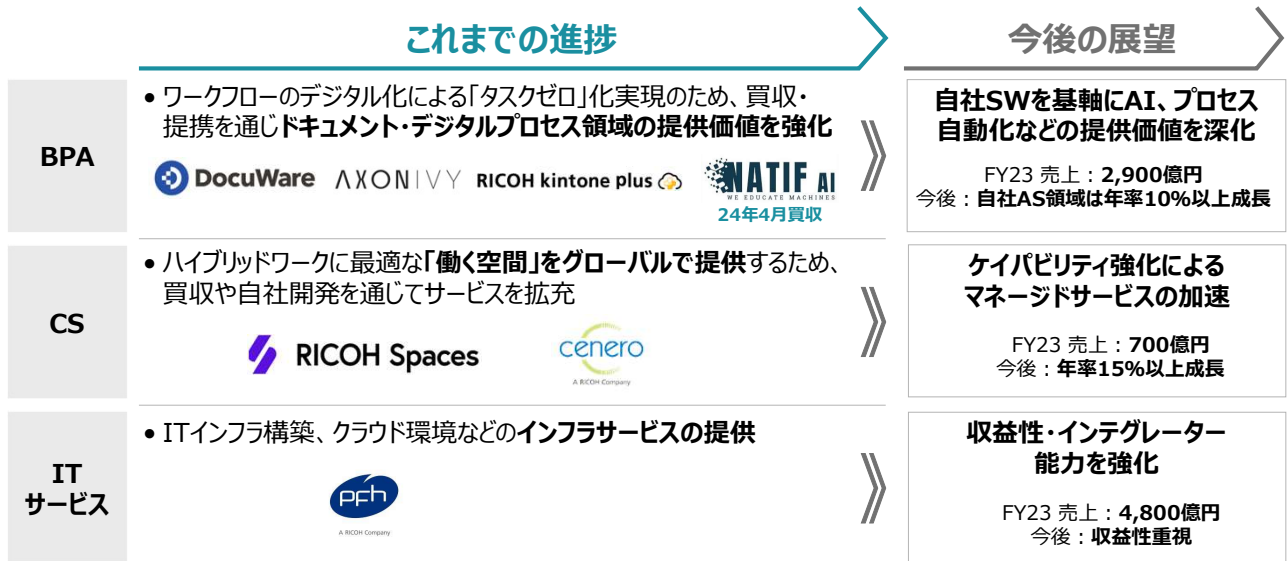 これまでの進捗
今後の展望
BPA
• ワークフローのデジタル化による「タスクゼロ」化実現のため、買収・
提携を通じドキュメント・デジタルプロセス領域の提供価値を強化
DocuWare AXONIVY RICOH kintone plus NATIF AI
WE EDUCATE MACHINES
24年4月買収
自社SWを基軸にAI、プロセス
自動化などの提供価値を深化
FY23 売上：2,900億円
今後：自社AS領域は年率10%以上成長
CS
• ハイブリッドワークに最適な「働く空間」をグローバルで提供するため、
買収や自社開発を通じてサービスを拡充
RICOH Spaces cenero
A RICOH Company
ケイパビリティ強化による
マネージドサービスの加速
FY23 売上：700億円
今後：年率15%以上成長
IT
サービス
• ITインフラ構築、クラウド環境などのインフラサービスの提供
pfh
A RICOH Company
収益性・インテグレーター
能力を強化
FY23 売上：4,800億円
今後：収益性重視